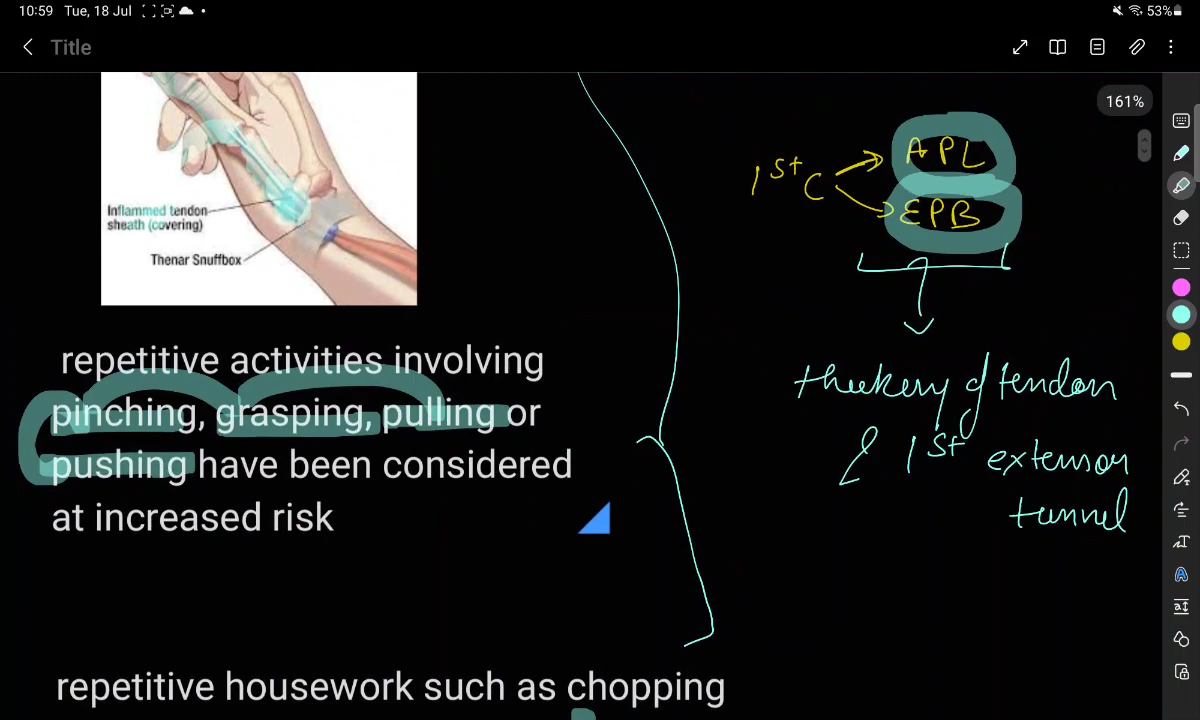 10:59 Tue, 18 Jul
53%
Title
161%
Inflammed tendon
sheath (covering)
Thenar Snuffbox
repetitive activities involving
pinching, grasping, pulling or
pushing have been considered
at increased risk
repetitive housework such as chopping
1st C
APL
EPB
of tendon
& 1st extensor
tunnel